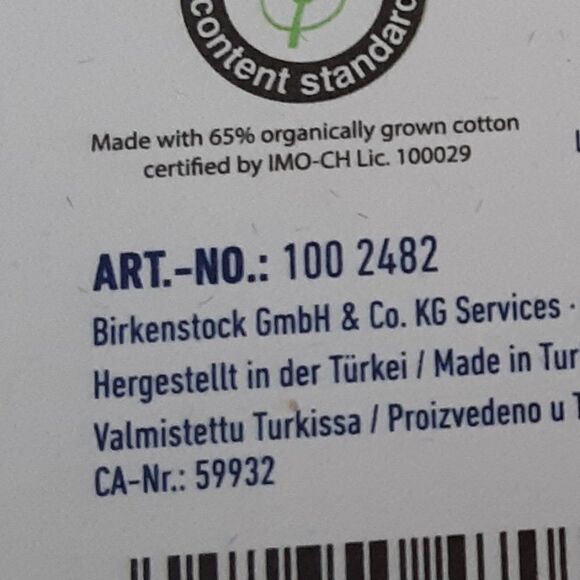 content standard
Made with 65% organically grown cotton
certified by IMO-CH Lic. 100029
ART.-NO.: 100 2482
Birkenstock GmbH & Co. KG Services ·
Hergestellt in der Türkei / Made in Tur
Valmistettu Turkissa / Proizvedeno u T
CA-Nr.: 59932